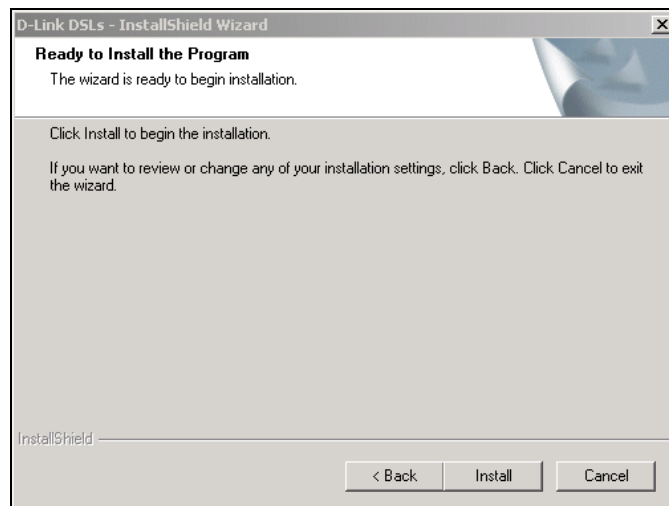 D-Link DSLs - InstallShield Wizard
Ready to Install the Program
The wizard is ready to begin installation.
Click Install to begin the installation.
If you want to review or change any of your installation settings, click Back. Click Cancel to exit
the wizard.
InstallShield
< Back Install Cancel